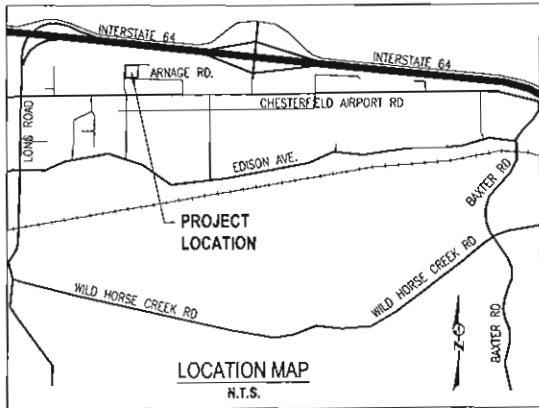 INTERSTATE 64
INTERSTATE 64
ARNAGE RD.
CHESTERFIELD AIRPORT RD
LONG ROAD
EDISON AVE.
BAXTER RD
PROJECT
LOCATION
WILD HORSE CREEK RD
WILD HORSE CREEK RD
BAXTER RD
N
LOCATION MAP
N.T.S.